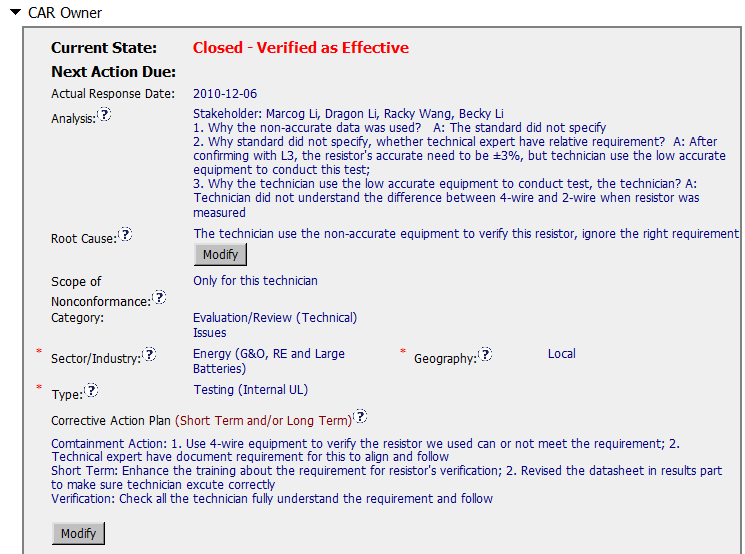 CAR Owner
Current State: Closed - Verified as Effective
Next Action Due:
Actual Response Date: 2010-12-06
Analysis:? Stakeholder: Marcog Li, Dragon Li, Racky Wang, Becky Li
1. Why the non-accurate data was used?   A: The standard did not specify
2. Why standard did not specify, whether technical expert have relative requirement?  A: After
confirming with L3, the resistor's accurate need to be ±3%, but technician use the low accurate
equipment to conduct this test;
3. Why the technician use the low accurate equipment to conduct test, the technician? A:
Technician did not understand the difference between 4-wire and 2-wire when resistor was
measured
Root Cause:? The technician use the non-accurate equipment to verify this resistor, ignore the right requirement
Modify
Scope of Only for this technician
Nonconformance:?
Category: Evaluation/Review (Technical)
Issues
* Sector/Industry:? Energy (G&O, RE and Large * Geography:? Local
Batteries)
* Type:? Testing (Internal UL)
Corrective Action Plan (Short Term and/or Long Term)?
Comtainment Action: 1. Use 4-wire equipment to verify the resistor we used can or not meet the requirement; 2.
Technical expert have document requirement for this to align and follow
Short Term: Enhance the training about the requirement for resistor's verification; 2. Revised the datasheet in results part
to make sure technician excute correctly
Verification: Check all the technician fully understand the requirement and follow
Modify